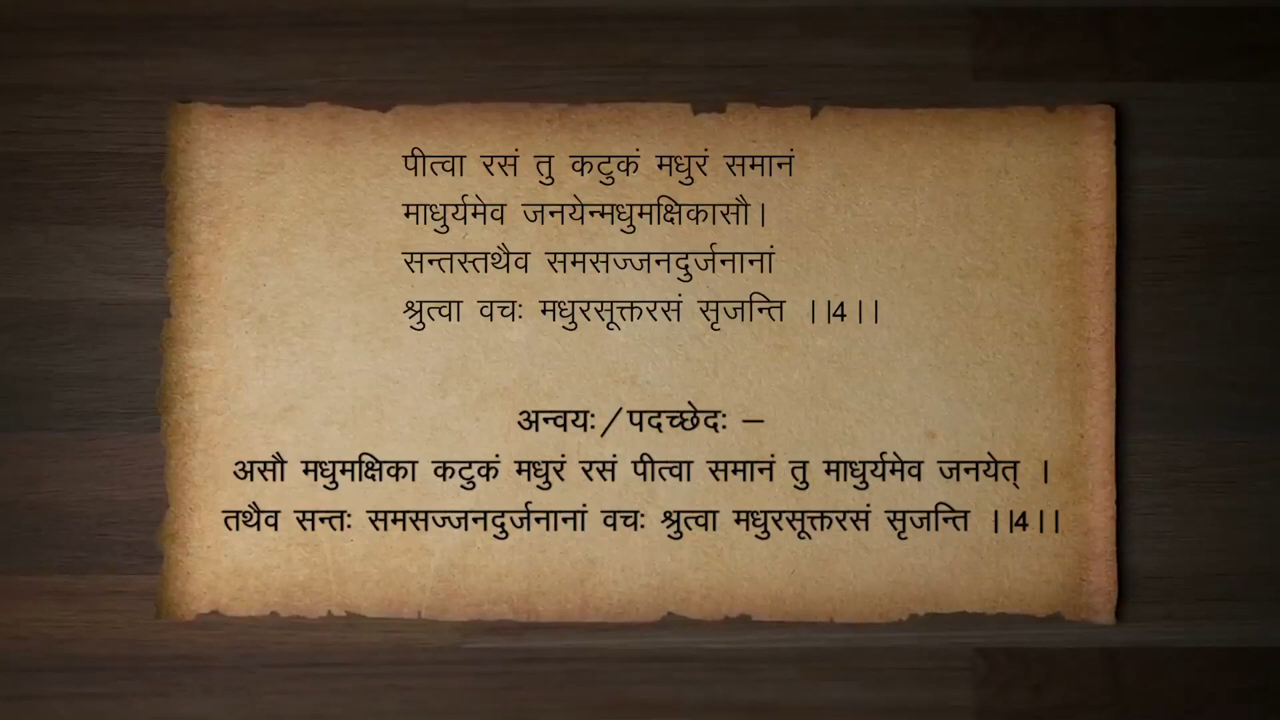 पीत्वा रसं तु कटुकं मधुरं समानं
माधुर्यमेव जनयेन्मधुमक्षिकासौ।
सन्तस्तथैव समसज्जनदुर्जनानां
श्रुत्वा वचः मधुरसूक्तरसं सृजन्ति ।।4।।
अन्वयः/पदच्छेदः –
असौ मधुमक्षिका कटुकं मधुरं रसं पीत्वा समानं तु माधुर्यमेव जनयेत् ।
तथैव सन्तः समसज्जनदुर्जनानां वचः श्रुत्वा मधुरसूक्तरसं सृजन्ति ।।4।।